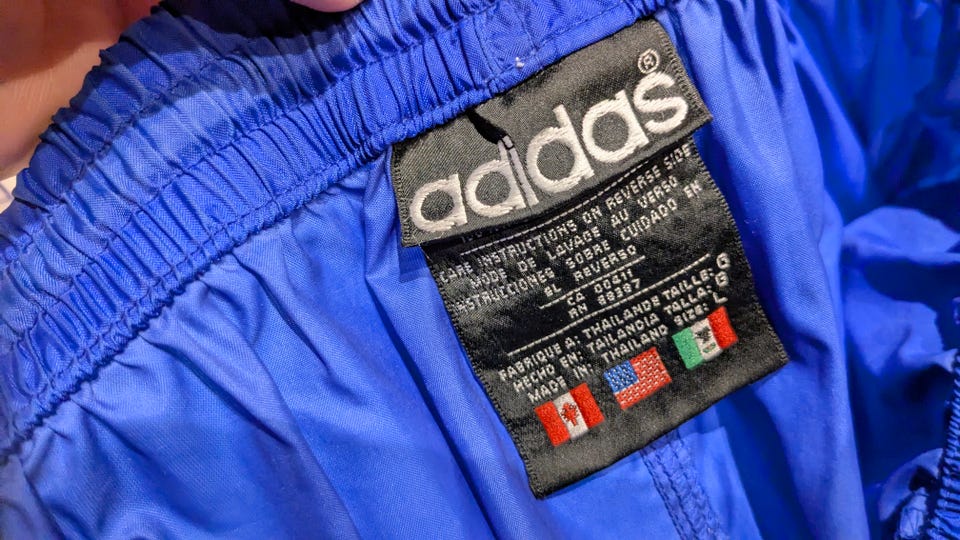 adidas®
CARE INSTRUCTIONS ON REVERSE SIDE
MODE DE LAVAGE AU VERSO
INSTRUCCIONES SOBRE CUIDADO EN
EL REVERSO
CA 00611
RN 88387
FABRIQUE A: THAILANDE TAILLE: G
HECHO EN: TAILANDIA TALLA: G
MADE IN: THAILAND SIZE: L